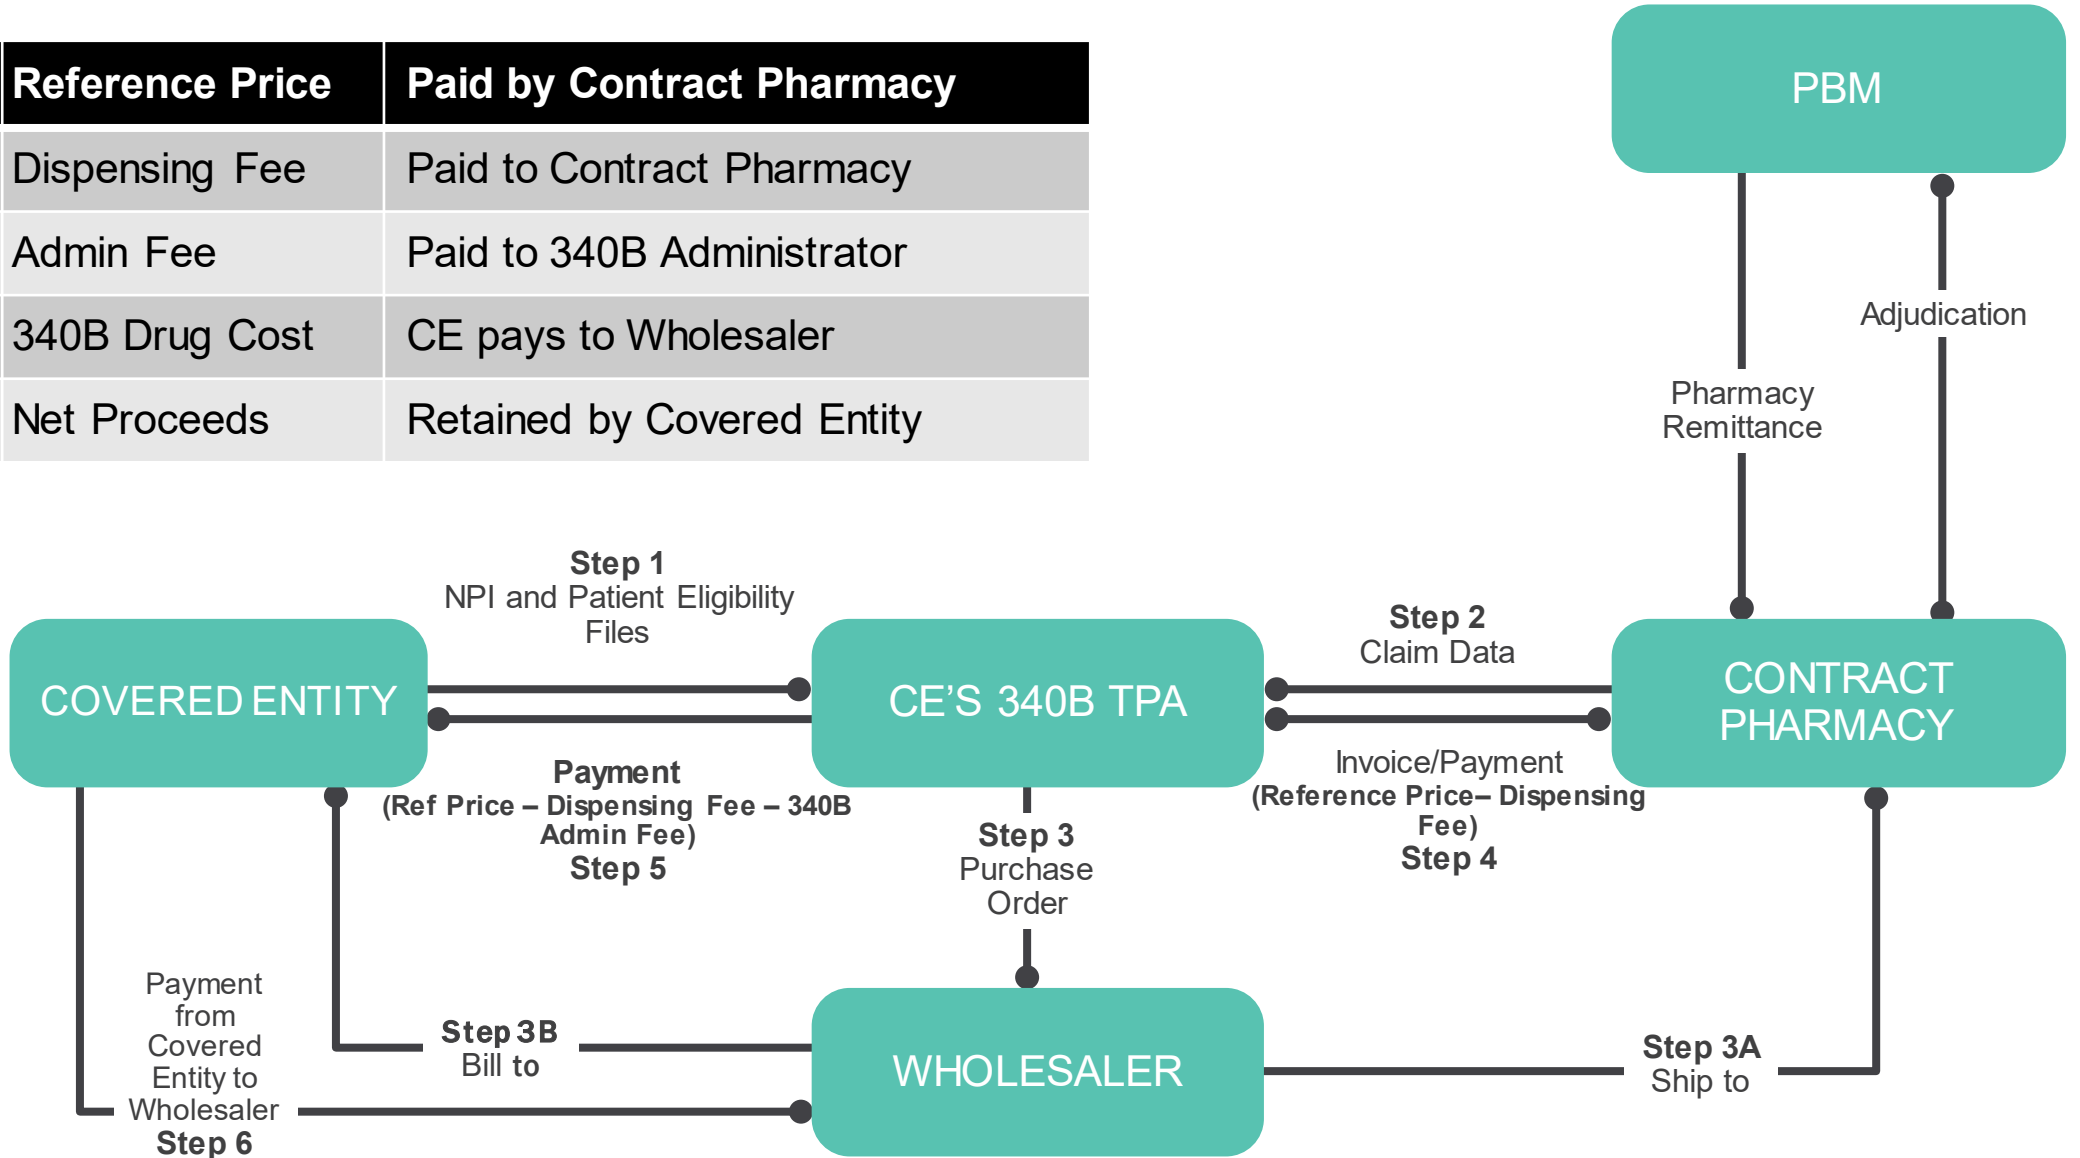 Reference Price Paid by Contract Pharmacy
Dispensing Fee Paid to Contract Pharmacy
Admin Fee Paid to 340B Administrator
340B Drug Cost CE pays to Wholesaler
Net Proceeds Retained by Covered Entity
PBM
Adjudication
Pharmacy
Remittance
Step 1
NPI and Patient Eligibility
Files
Step 2
Claim Data
COVERED ENTITY
CE’S 340B TPA
CONTRACT
PHARMACY
Payment
(Ref Price – Dispensing Fee – 340B
Admin Fee)
Step 5
Step 3
Purchase
Order
Invoice/Payment
(Reference Price– Dispensing
Fee)
Step 4
Payment
from
Covered
Entity to
Wholesaler
Step 6
Step 3B
Bill to
WHOLESALER
Step 3A
Ship to